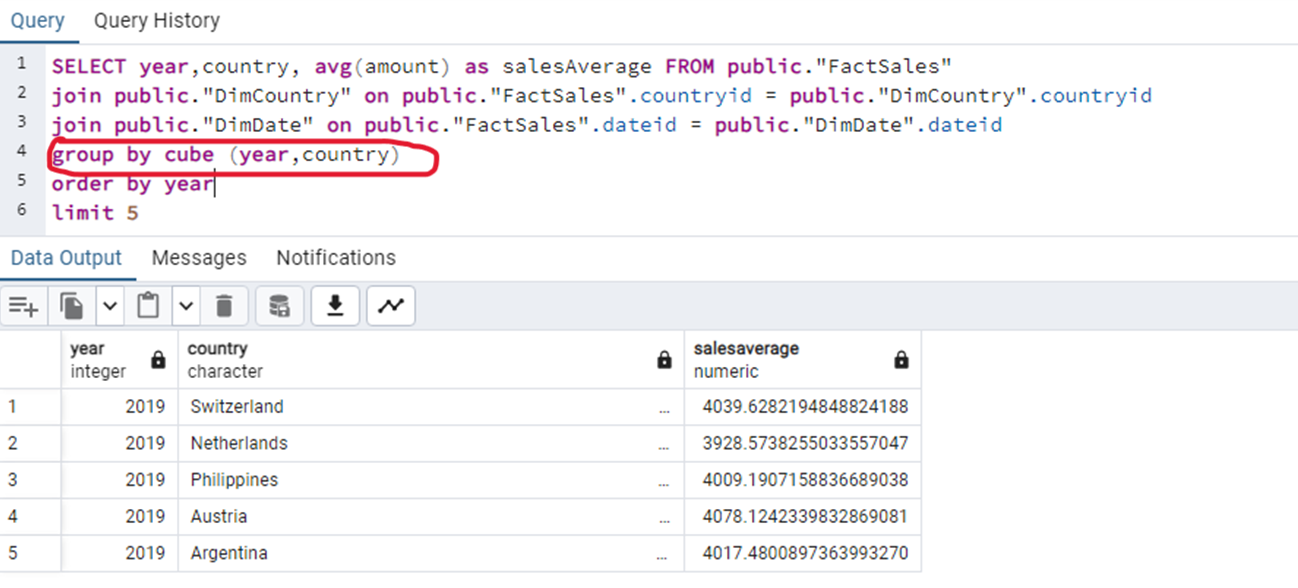 Query Query History
1 SELECT year,country, avg(amount) as salesAverage FROM public."FactSales"
2 join public."DimCountry" on public."FactSales".countryid = public."DimCountry".countryid
3 join public."DimDate" on public."FactSales".dateid = public."DimDate".dateid
4 group by cube (year,country)
5 order by year
6 limit 5
Data Output Messages Notifications
year country salesaverage
integer character numeric
1 2019 Switzerland ... 4039.6282194848824188
2 2019 Netherlands ... 3928.5738255033557047
3 2019 Philippines ... 4009.1907158836689038
4 2019 Austria ... 4078.1242339832869081
5 2019 Argentina ... 4017.4800897363993270